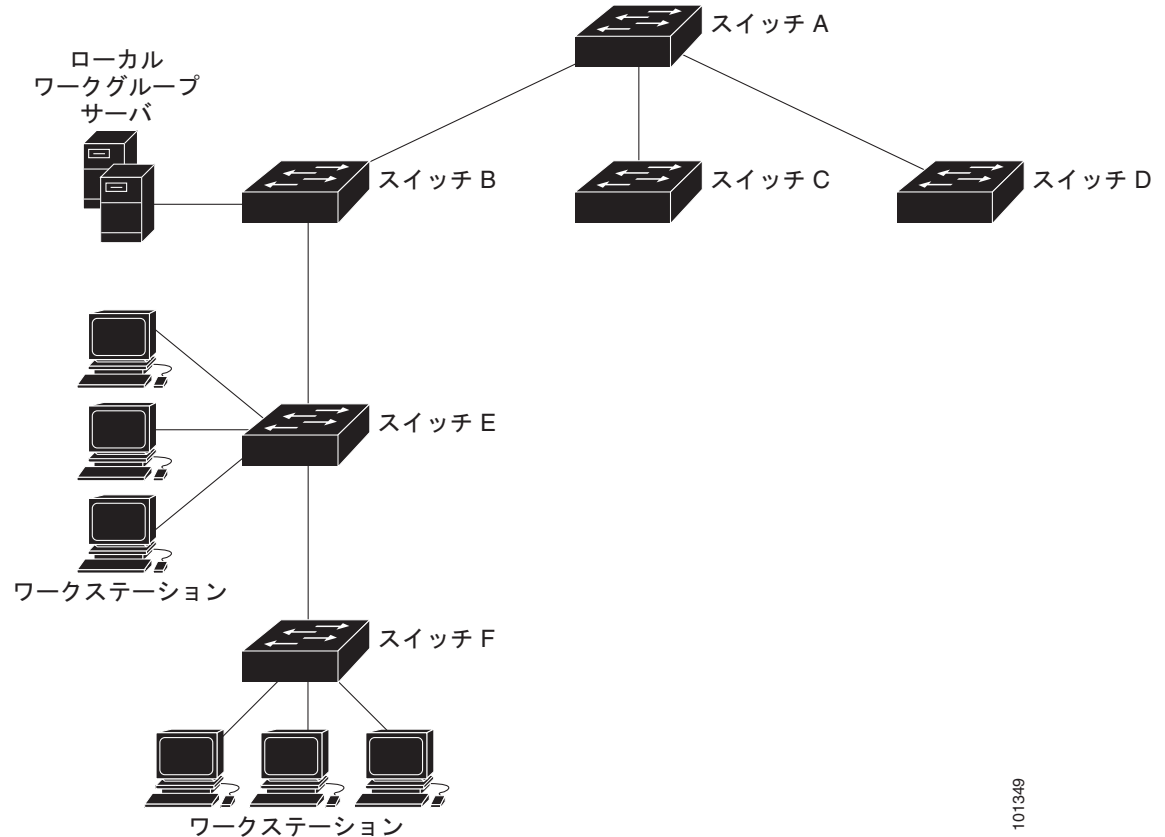 スイッチ A
ローカル
ワークグループ
サーバ
スイッチ B
スイッチ C
スイッチ D
スイッチ E
ワークステーション
スイッチ F
ワークステーション
101349